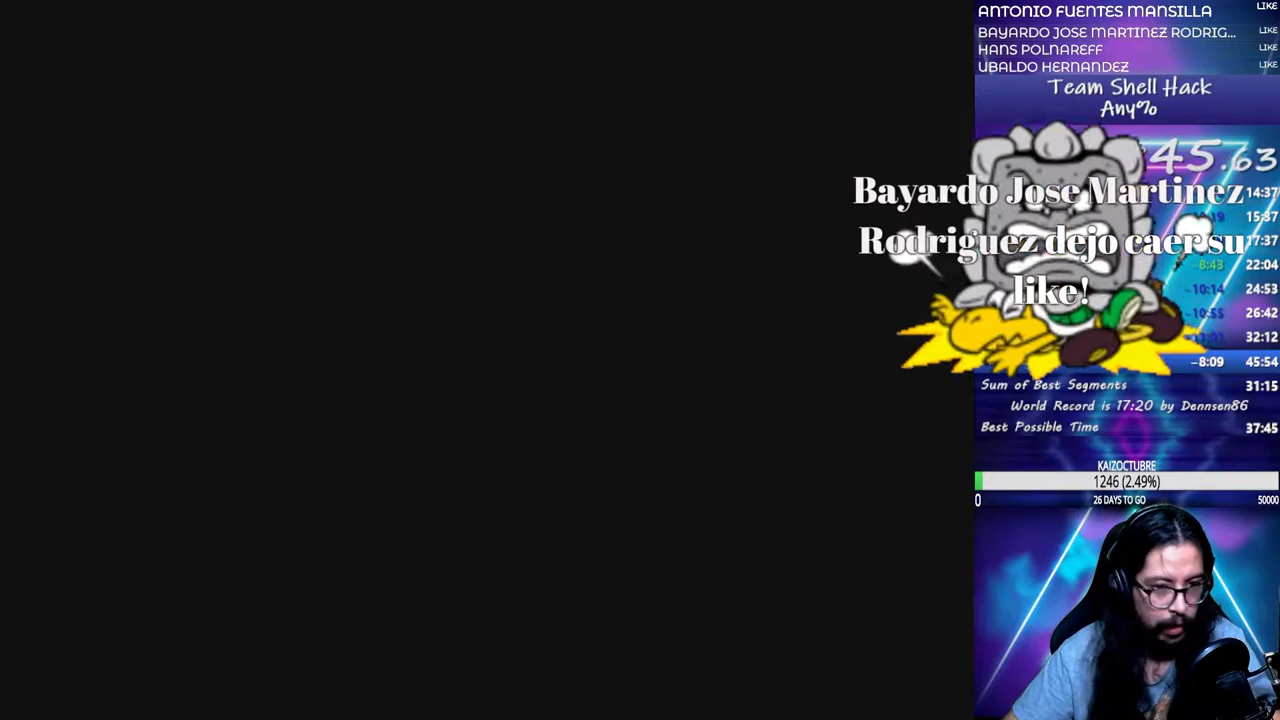 ANTONIO FUENTES MANSILLA LIKE
BAYARDO JOSE MARTINEZ RODRIG... LIKE
HANS POLNAREFF LIKE
UBALDO HERNANDEZ LIKE
Team Shell Hack
Any%
45.63
Bayardo Jose Martinez
Rodriguez dejo caer su
like!
14:37
15:37
17:37
-8:43 22:04
-10:14 24:53
-10:55 26:42
32:12
-8:09 45:54
Sum of Best Segments 31:15
World Record is 17:20 by Dennsen86
Best Possible Time 37:45
KAIZOCTUBRE
1246 (2.49%)
0 26 DAYS TO GO 50000